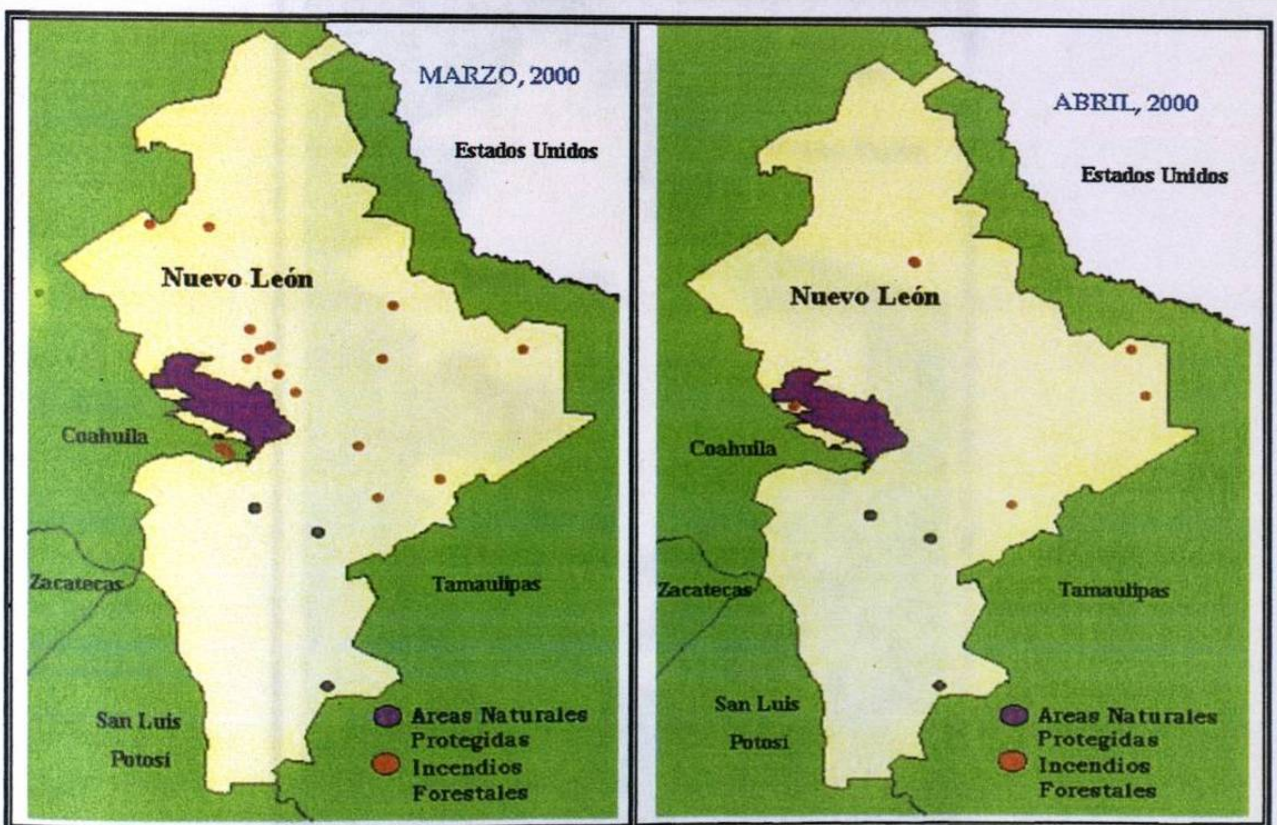 MARZO, 2000
Estados Unidos
Nuevo León
Coahuila
Zacatecas
Tamaulipas
San Luis
Potosí
Areas Naturales
Protegidas
Incendios
Forestales
ABRIL, 2000
Estados Unidos
Nuevo León
Coahuila
Zacatecas
Tamaulipas
San Luis
Potosí
Areas Naturales
Protegidas
Incendios
Forestales